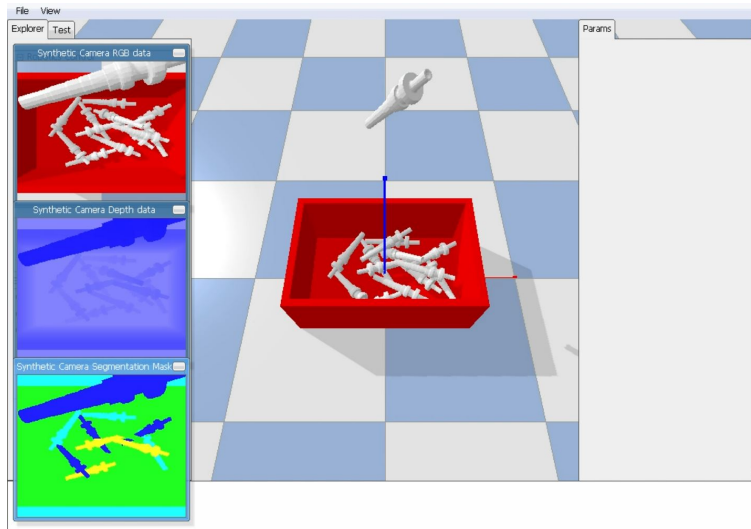 File View
Explorer Test
Params
Synthetic Camera RGB data
Synthetic Camera Depth data
Synthetic Camera Segmentation Mask